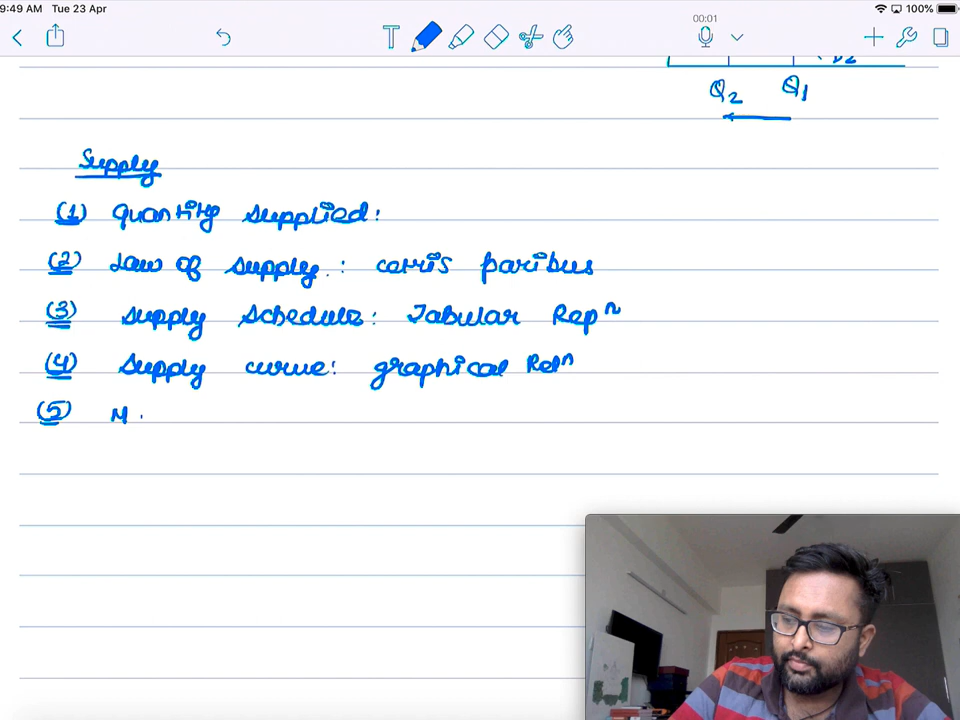 9:49 AM Tue 23 Apr
100%
00:01
T
Q2 Q1
Supply
(1) Quantity supplied:
(2) Law of supply: cetris paribus
(3) Supply schedule: Tabular Repn
(4) Supply curve: graphical Repn
(5) M